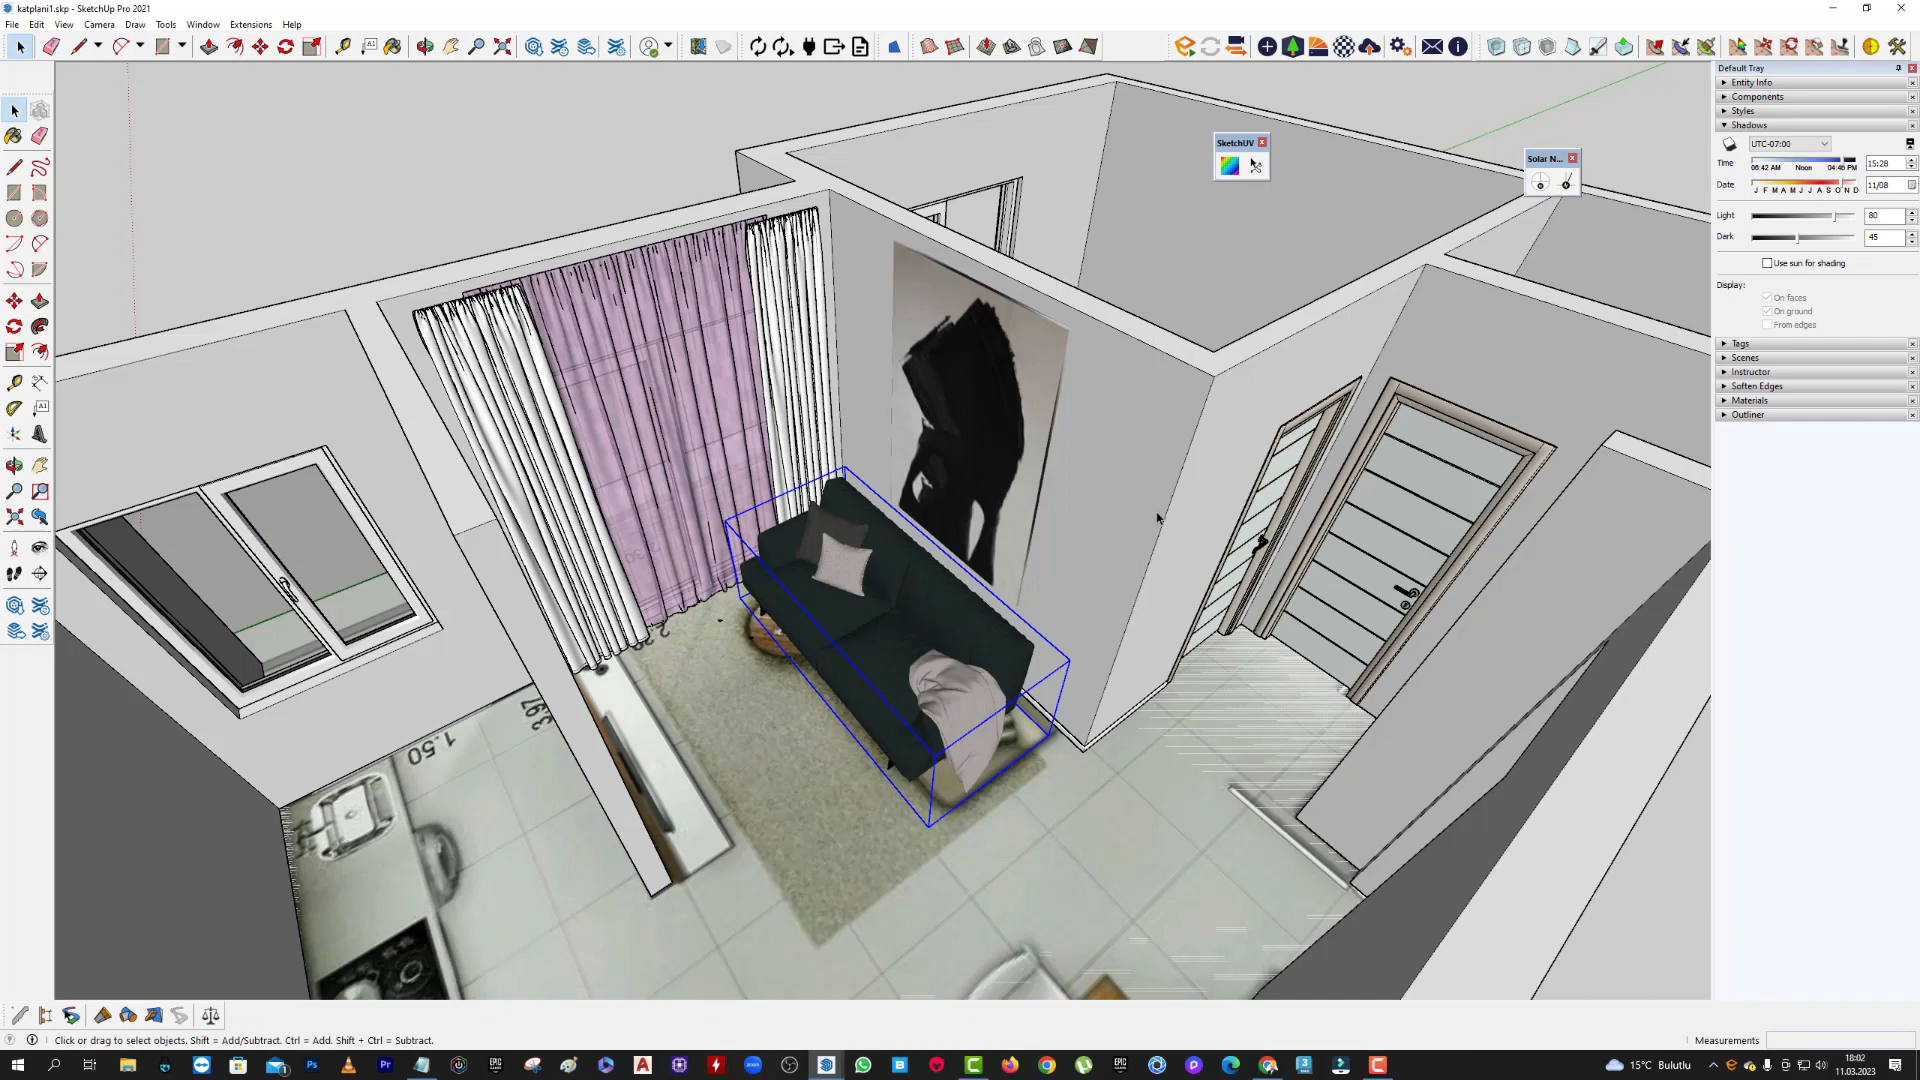 katplani1.skp - SketchUp Pro 2021
File Edit View Camera Draw Tools Window Extensions Help
Default Tray
Entity Info
Components
Styles
Shadows
UTC-07:00
Time 06:42 AM Noon 04:46 PM 15:28
Date J F M A M J J A S O N D 11/08
Light 80
Dark 45
Use sun for shading
Display:
On faces
On ground
From edges
Tags
Scenes
Instructor
Soften Edges
Materials
Outliner
SketchUV
Solar N...
1.50
3.97
Click or drag to select objects. Shift = Add/Subtract. Ctrl = Add. Shift + Ctrl = Subtract.
Measurements
15°C Bulutlu
18:02
11.03.2023